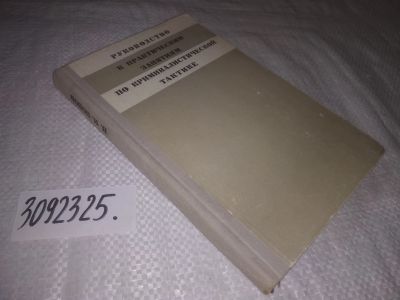 РУКОВОДСТВО
К ПРАКТИЧЕСКИМ
ЗАНЯТИЯМ
ПО КРИМИНАЛИСТИЧЕСКОЙ
ТАКТИКЕ
3092325.